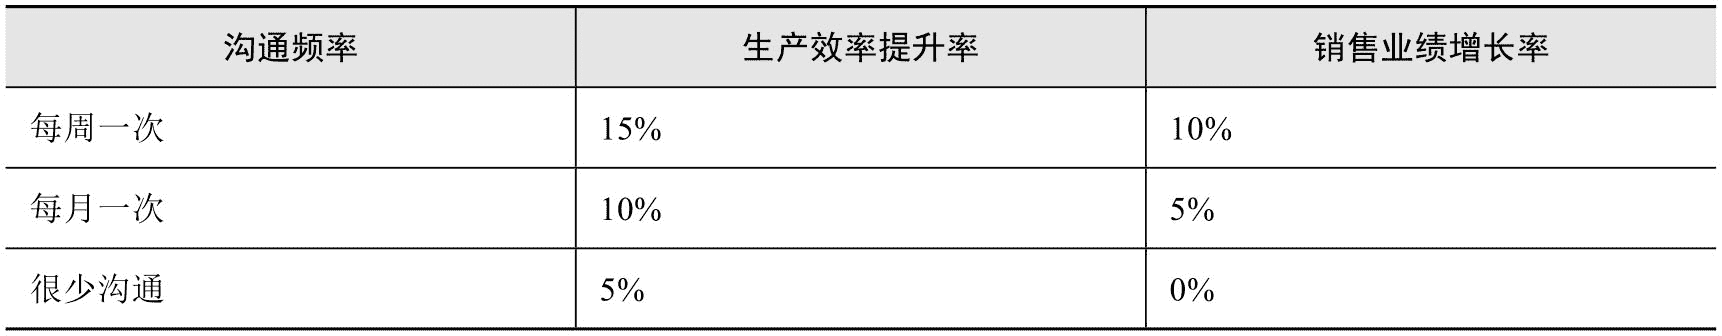 沟通频率 生产效率提升率 销售业绩增长率
每周一次 15% 10%
每月一次 10% 5%
很少沟通 5% 0%